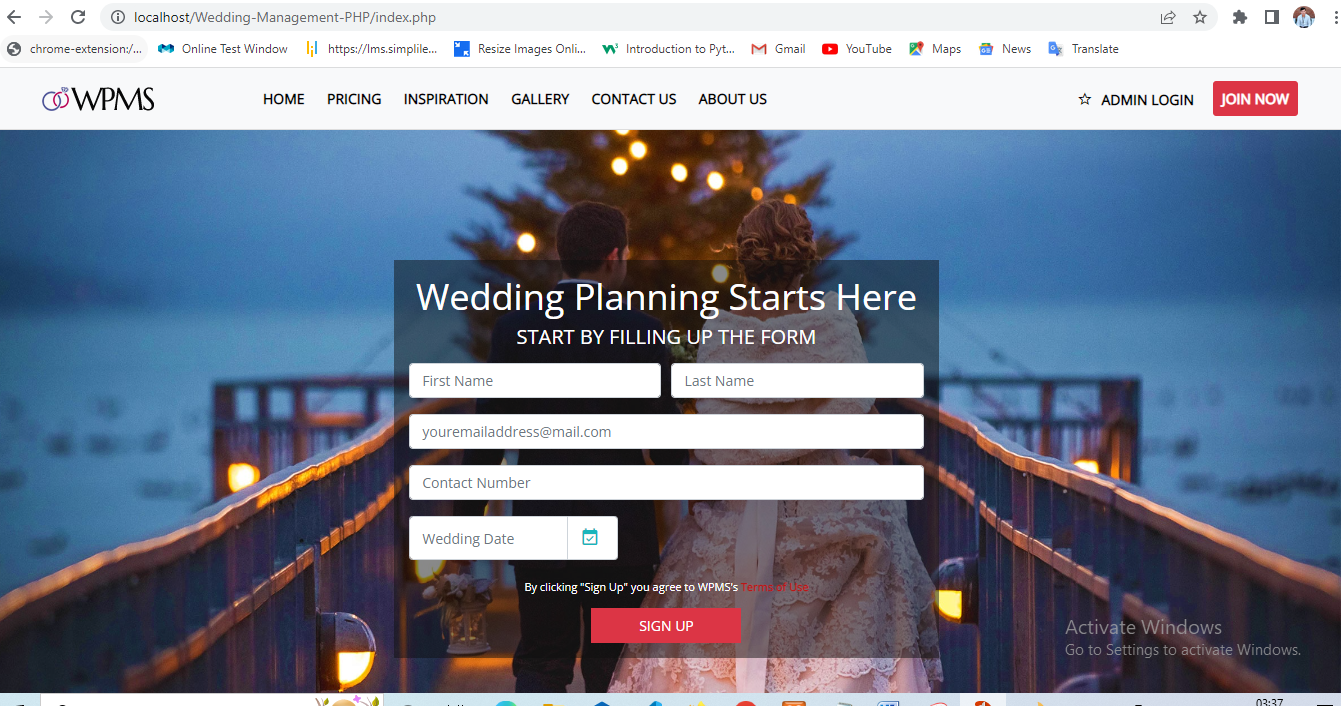 localhost/Wedding-Management-PHP/index.php
chrome-extension:/... Online Test Window https://lms.simplile... Resize Images Onli... Introduction to Pyt... Gmail YouTube Maps News Translate
WPMS HOME PRICING INSPIRATION GALLERY CONTACT US ABOUT US ADMIN LOGIN JOIN NOW
Wedding Planning Starts Here
START BY FILLING UP THE FORM
First Name Last Name
youremailaddress@mail.com
Contact Number
Wedding Date
By clicking "Sign Up" you agree to WPMS's Terms of Use
SIGN UP
Activate Windows
Go to Settings to activate Windows.
03:37